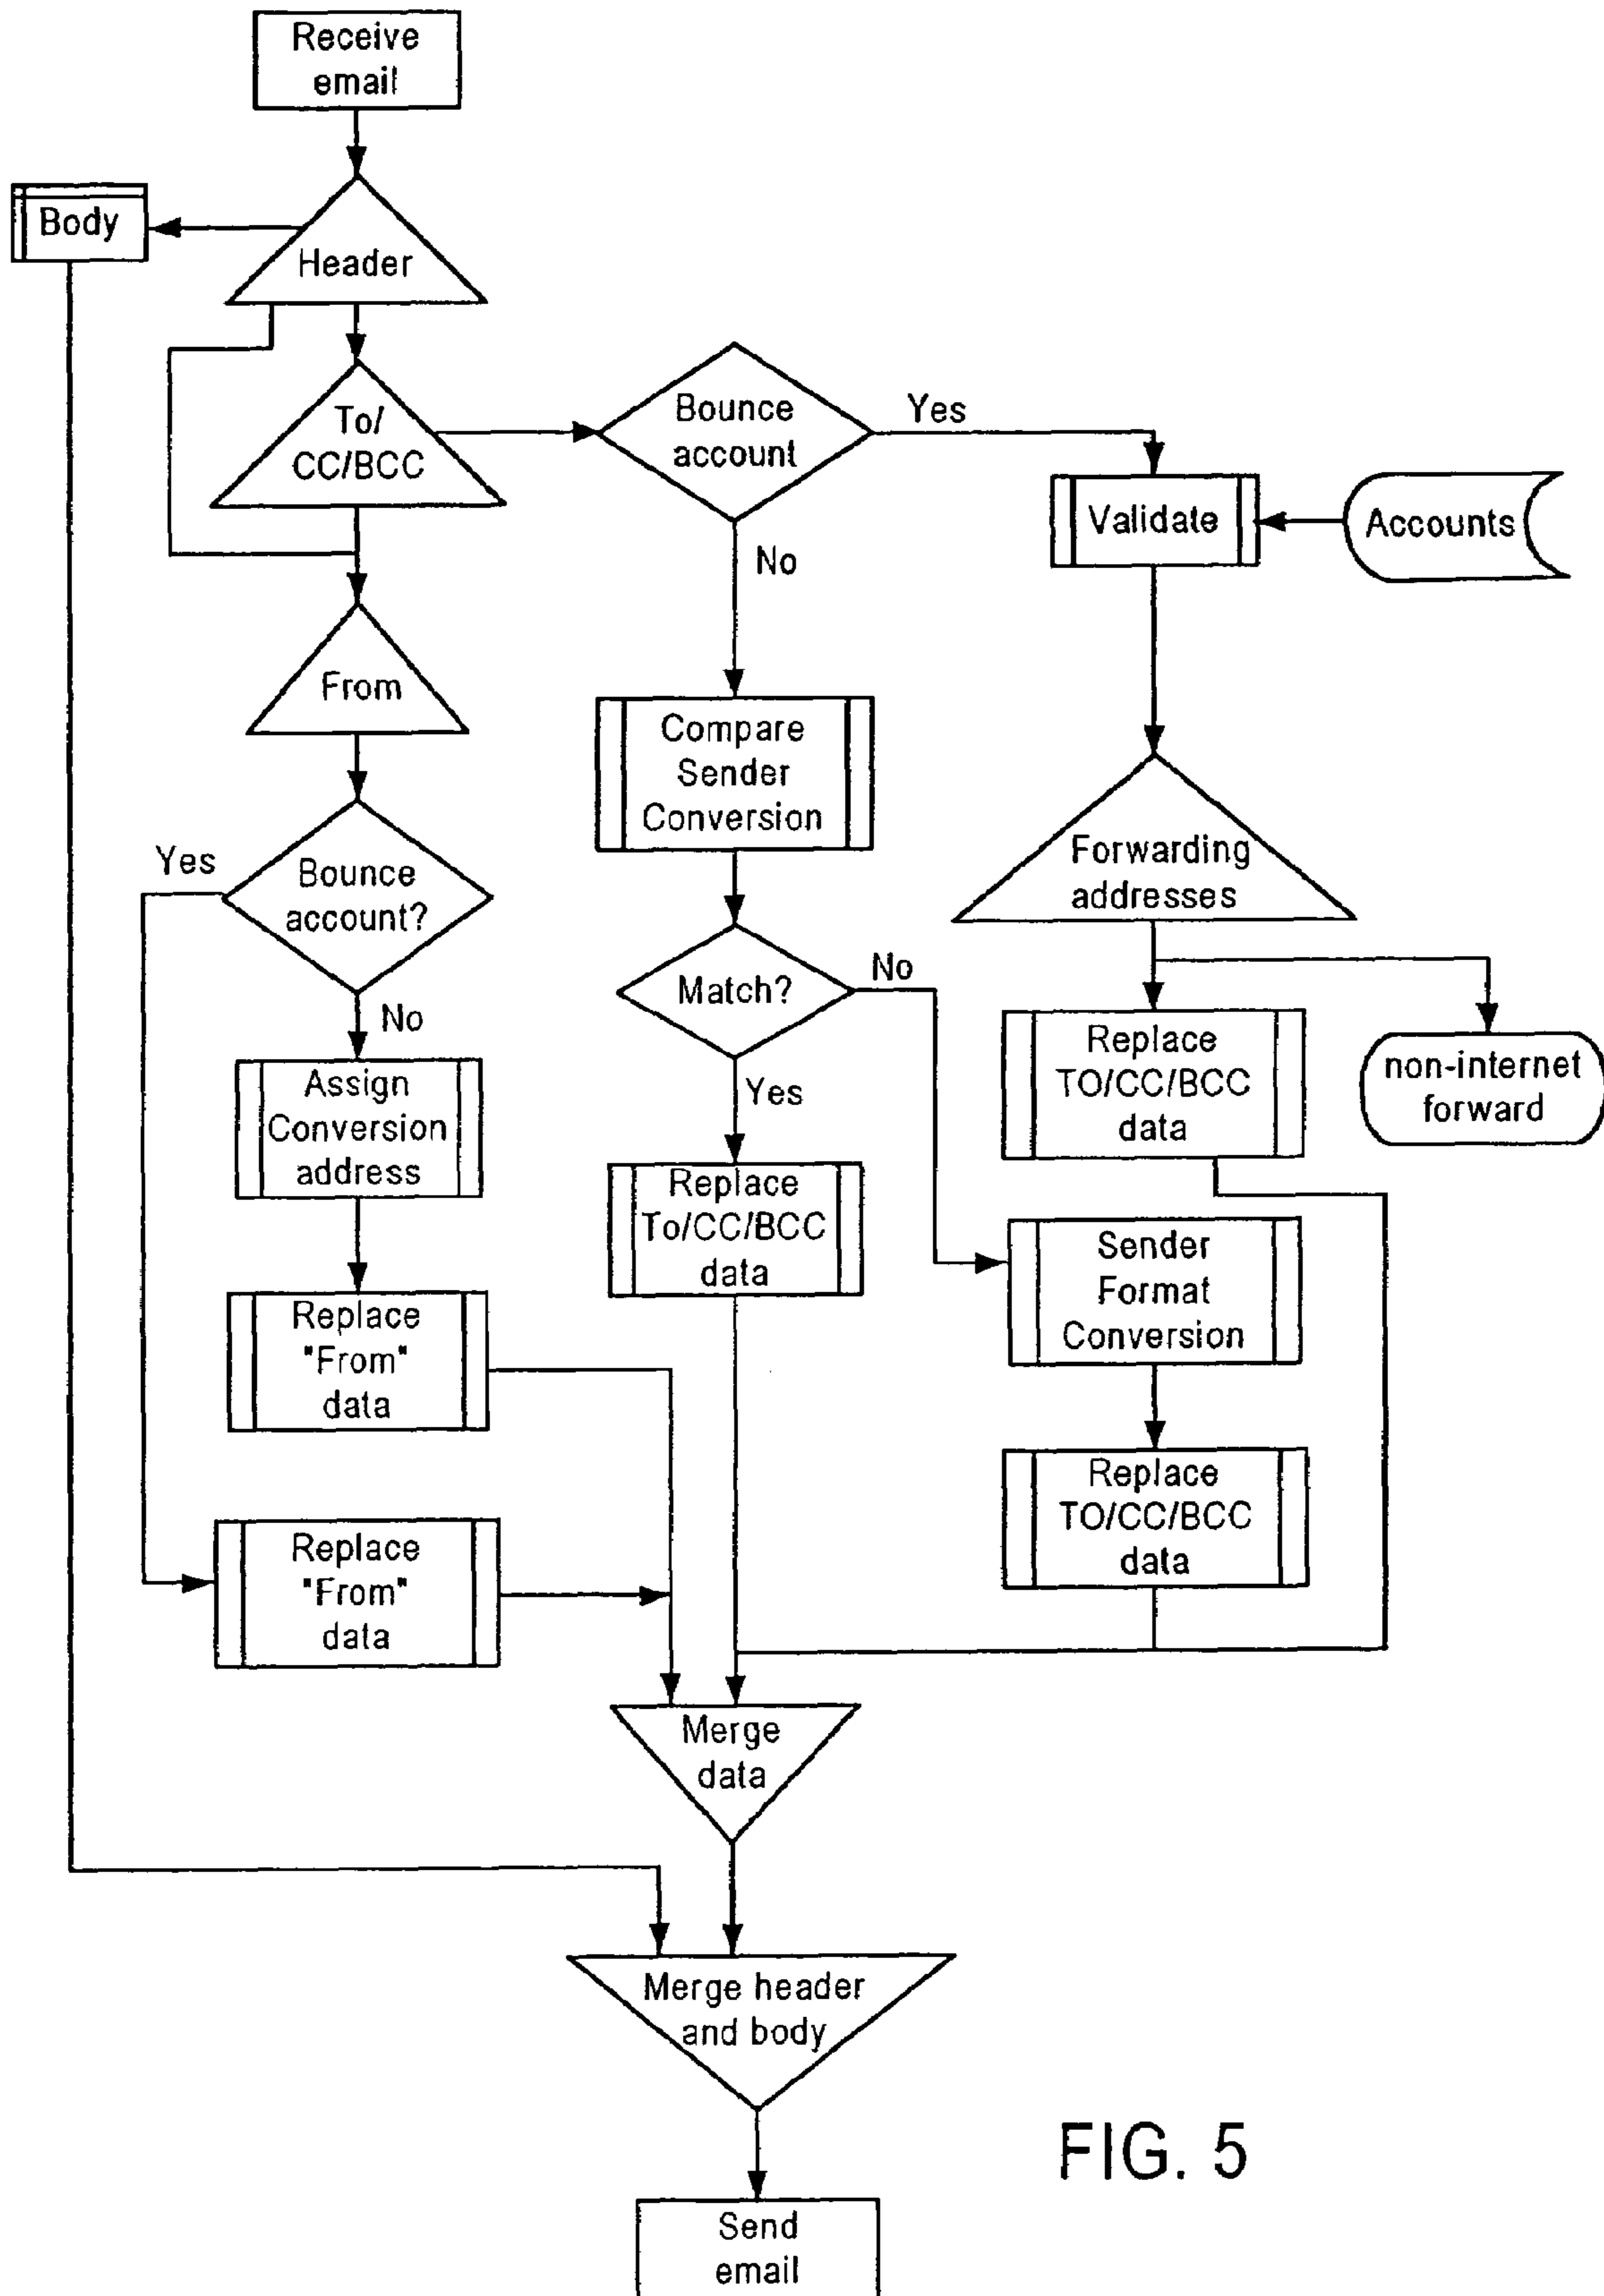 Receive
email
Body
Header
To/
CC/BCC
Bounce
account
Yes
Validate
Accounts
No
From
Compare
Sender
Conversion
Forwarding
addresses
Yes
Bounce
account?
No
Match?
No
Yes
Replace
TO/CC/BCC
data
non-internet
forward
Assign
Conversion
address
Replace
To/CC/BCC
data
Sender
Format
Conversion
Replace
"From"
data
Replace
TO/CC/BCC
data
Replace
"From"
data
Merge
data
Merge header
and body
FIG. 5
Send
email